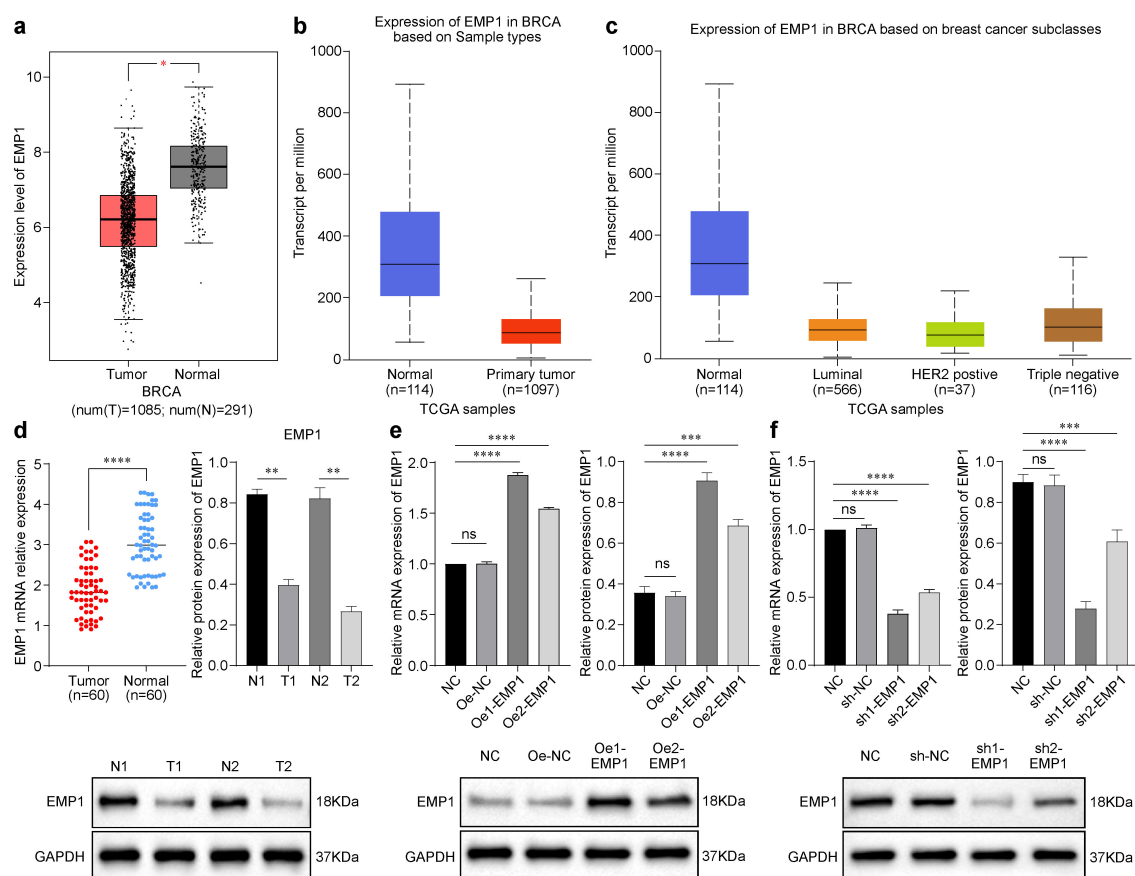 a
Expression level of EMP1
10
8
6
4
*
Tumor Normal
BRCA
(num(T)=1085; num(N)=291)
b
Expression of EMP1 in BRCA
based on Sample types
Transcript per million
1000
800
600
400
200
0
Normal
(n=114)
Primary tumor
(n=1097)
TCGA samples
c
Expression of EMP1 in BRCA based on breast cancer subclasses
Transcript per million
1000
800
600
400
200
0
Normal
(n=114)
Luminal
(n=566)
HER2 postive
(n=37)
Triple negative
(n=116)
TCGA samples
d
EMP1 mRNA relative expression
5
4
3
2
1
0
****
Tumor
(n=60)
Normal
(n=60)
EMP1
Relative protein expression of EMP1
1.0
0.8
0.6
0.4
0.2
0.0
**
**
N1 T1 N2 T2
N1 T1 N2 T2
EMP1 18KDa
GAPDH 37KDa
e
Relative mRNA expression of EMP1
2.0
1.5
1.0
0.5
0.0
****
****
ns
NC
Oe-NC
Oe1-EMP1
Oe2-EMP1
Relative protein expression of EMP1
1.0
0.8
0.6
0.4
0.2
0.0
***
****
ns
NC
Oe-NC
Oe1-EMP1
Oe2-EMP1
NC Oe-NC Oe1-
EMP1
Oe2-
EMP1
EMP1 18KDa
GAPDH 37KDa
f
Relative mRNA expression of EMP1
1.5
1.0
0.5
0.0
****
****
ns
NC
sh-NC
sh1-EMP1
sh2-EMP1
Relative protein expression of EMP1
1.0
0.8
0.6
0.4
0.2
0.0
***
****
ns
NC
sh-NC
sh1-EMP1
sh2-EMP1
NC sh-NC sh1-
EMP1
sh2-
EMP1
EMP1 18KDa
GAPDH 37KDa